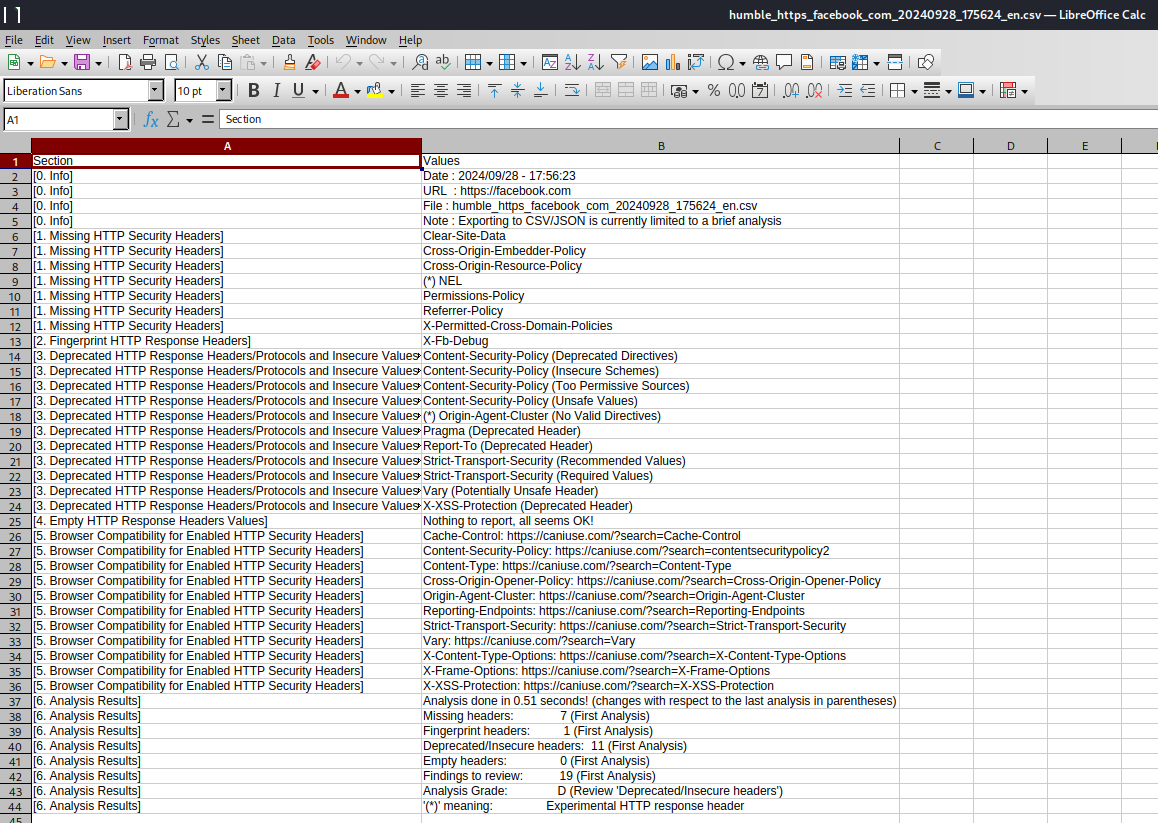 humble_https_facebook_com_20240928_175624_en.csv — LibreOffice Calc
File Edit View Insert Format Styles Sheet Data Tools Window Help
Liberation Sans 10 pt B I U A % 0,0 7 .00 .00
A1 fx Σ = Section
A B C D E
1 Section Values
2 [0. Info] Date : 2024/09/28 - 17:56:23
3 [0. Info] URL  : https://facebook.com
4 [0. Info] File : humble_https_facebook_com_20240928_175624_en.csv
5 [0. Info] Note : Exporting to CSV/JSON is currently limited to a brief analysis
6 [1. Missing HTTP Security Headers] Clear-Site-Data
7 [1. Missing HTTP Security Headers] Cross-Origin-Embedder-Policy
8 [1. Missing HTTP Security Headers] Cross-Origin-Resource-Policy
9 [1. Missing HTTP Security Headers] (*) NEL
10 [1. Missing HTTP Security Headers] Permissions-Policy
11 [1. Missing HTTP Security Headers] Referrer-Policy
12 [1. Missing HTTP Security Headers] X-Permitted-Cross-Domain-Policies
13 [2. Fingerprint HTTP Response Headers] X-Fb-Debug
14 [3. Deprecated HTTP Response Headers/Protocols and Insecure Values Content-Security-Policy (Deprecated Directives)
15 [3. Deprecated HTTP Response Headers/Protocols and Insecure Values Content-Security-Policy (Insecure Schemes)
16 [3. Deprecated HTTP Response Headers/Protocols and Insecure Values Content-Security-Policy (Too Permissive Sources)
17 [3. Deprecated HTTP Response Headers/Protocols and Insecure Values Content-Security-Policy (Unsafe Values)
18 [3. Deprecated HTTP Response Headers/Protocols and Insecure Values (*) Origin-Agent-Cluster (No Valid Directives)
19 [3. Deprecated HTTP Response Headers/Protocols and Insecure Values Pragma (Deprecated Header)
20 [3. Deprecated HTTP Response Headers/Protocols and Insecure Values Report-To (Deprecated Header)
21 [3. Deprecated HTTP Response Headers/Protocols and Insecure Values Strict-Transport-Security (Recommended Values)
22 [3. Deprecated HTTP Response Headers/Protocols and Insecure Values Strict-Transport-Security (Required Values)
23 [3. Deprecated HTTP Response Headers/Protocols and Insecure Values Vary (Potentially Unsafe Header)
24 [3. Deprecated HTTP Response Headers/Protocols and Insecure Values X-XSS-Protection (Deprecated Header)
25 [4. Empty HTTP Response Headers Values] Nothing to report, all seems OK!
26 [5. Browser Compatibility for Enabled HTTP Security Headers] Cache-Control: https://caniuse.com/?search=Cache-Control
27 [5. Browser Compatibility for Enabled HTTP Security Headers] Content-Security-Policy: https://caniuse.com/?search=contentsecuritypolicy2
28 [5. Browser Compatibility for Enabled HTTP Security Headers] Content-Type: https://caniuse.com/?search=Content-Type
29 [5. Browser Compatibility for Enabled HTTP Security Headers] Cross-Origin-Opener-Policy: https://caniuse.com/?search=Cross-Origin-Opener-Policy
30 [5. Browser Compatibility for Enabled HTTP Security Headers] Origin-Agent-Cluster: https://caniuse.com/?search=Origin-Agent-Cluster
31 [5. Browser Compatibility for Enabled HTTP Security Headers] Reporting-Endpoints: https://caniuse.com/?search=Reporting-Endpoints
32 [5. Browser Compatibility for Enabled HTTP Security Headers] Strict-Transport-Security: https://caniuse.com/?search=Strict-Transport-Security
33 [5. Browser Compatibility for Enabled HTTP Security Headers] Vary: https://caniuse.com/?search=Vary
34 [5. Browser Compatibility for Enabled HTTP Security Headers] X-Content-Type-Options: https://caniuse.com/?search=X-Content-Type-Options
35 [5. Browser Compatibility for Enabled HTTP Security Headers] X-Frame-Options: https://caniuse.com/?search=X-Frame-Options
36 [5. Browser Compatibility for Enabled HTTP Security Headers] X-XSS-Protection: https://caniuse.com/?search=X-XSS-Protection
37 [6. Analysis Results] Analysis done in 0.51 seconds! (changes with respect to the last analysis in parentheses)
38 [6. Analysis Results] Missing headers: 7 (First Analysis)
39 [6. Analysis Results] Fingerprint headers: 1 (First Analysis)
40 [6. Analysis Results] Deprecated/Insecure headers: 11 (First Analysis)
41 [6. Analysis Results] Empty headers: 0 (First Analysis)
42 [6. Analysis Results] Findings to review: 19 (First Analysis)
43 [6. Analysis Results] Analysis Grade: D (Review 'Deprecated/Insecure headers')
44 [6. Analysis Results] '(*)' meaning: Experimental HTTP response header
45